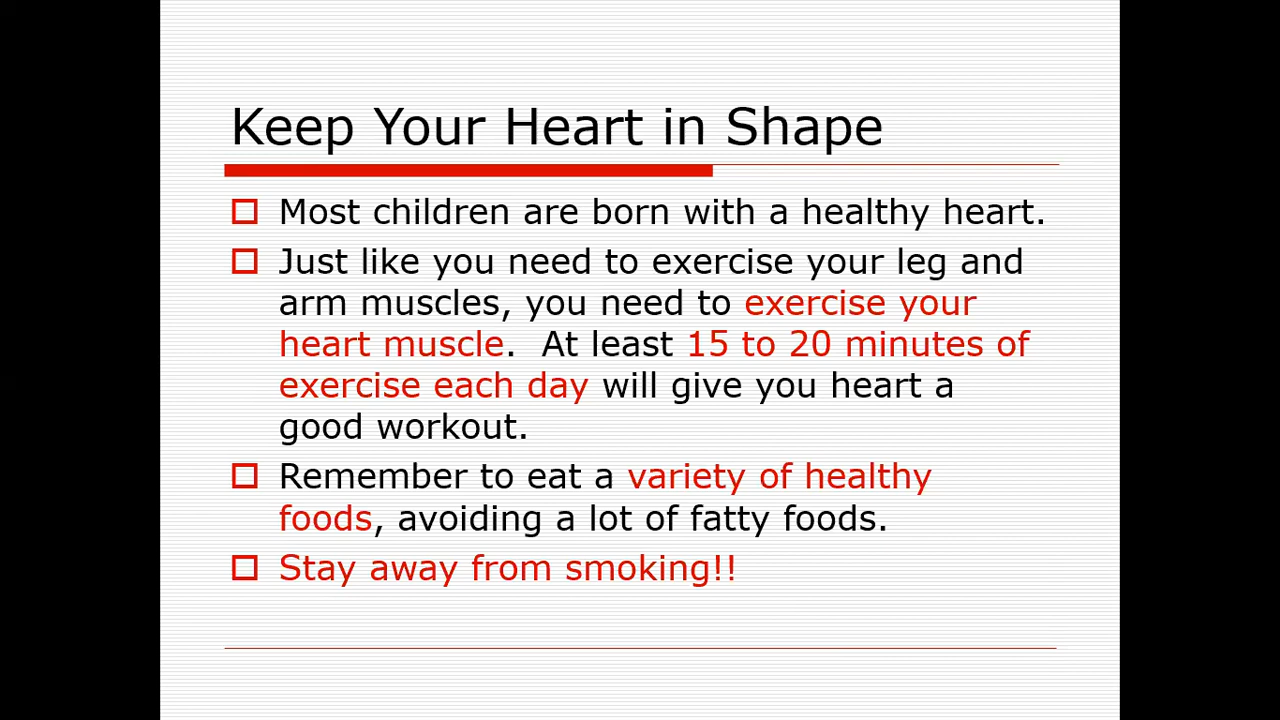 Keep Your Heart in Shape
Most children are born with a healthy heart.
Just like you need to exercise your leg and
arm muscles, you need to exercise your
heart muscle.  At least 15 to 20 minutes of
exercise each day will give you heart a
good workout.
Remember to eat a variety of healthy
foods, avoiding a lot of fatty foods.
Stay away from smoking!!